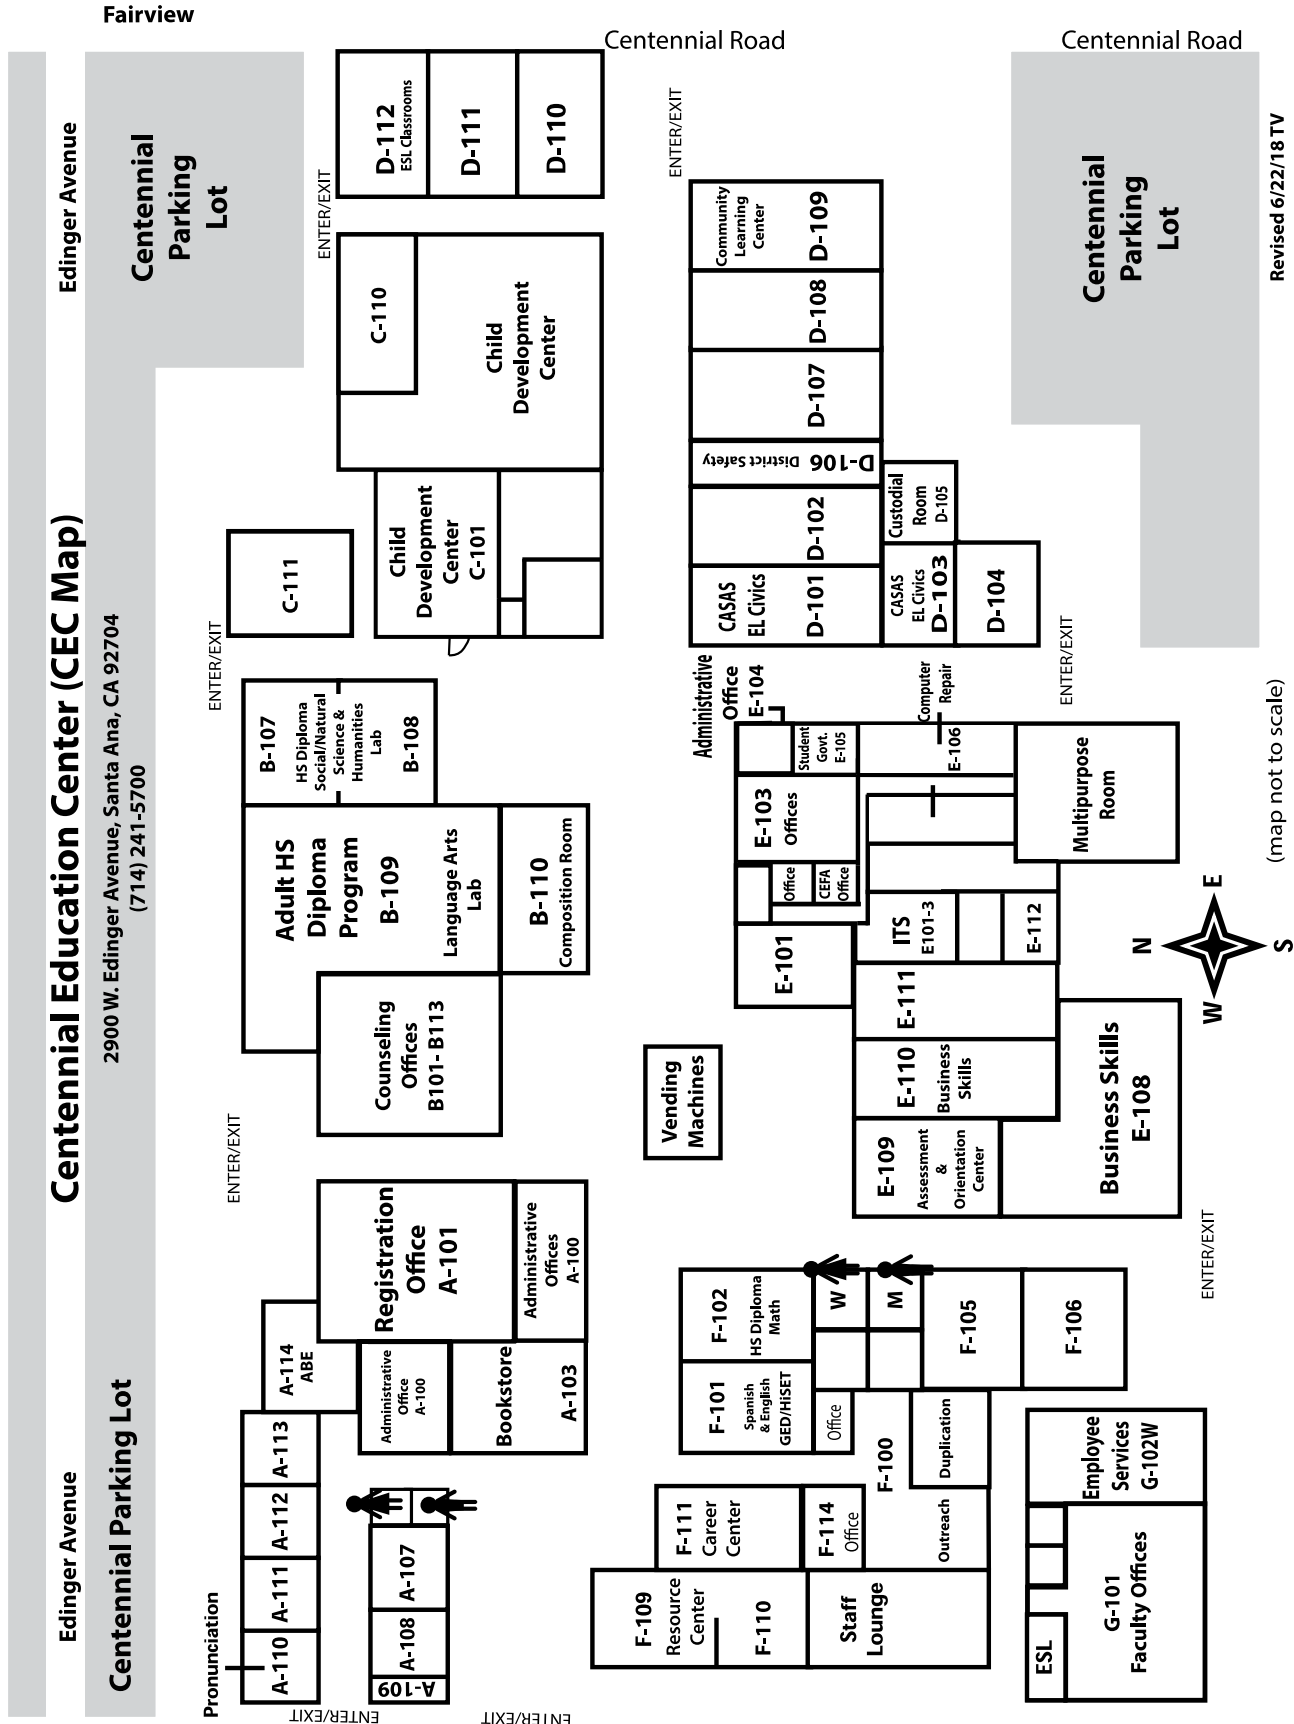 Fairview
Centennial Road
Centennial Road
Edinger Avenue
Edinger Avenue
Centennial Education Center (CEC Map)
2900 W. Edinger Avenue, Santa Ana, CA 92704
(714) 241-5700
Centennial Parking Lot
Centennial
Parking
Lot
Pronunciation
A-110
A-111
A-112
A-113
A-114
ABE
A-109
A-108
A-107
ENTER/EXIT
ENTER/EXIT
Administrative
Office
A-100
Bookstore
A-103
Registration
Office
A-101
Administrative
Offices
A-100
ENTER/EXIT
Counseling
Offices
B101- B113
Adult HS
Diploma
Program
B-109
Language Arts
Lab
B-110
Composition Room
B-107
HS Diploma
Social/Natural
Science &
Humanities
Lab
B-108
ENTER/EXIT
C-111
Child
Development
Center
C-101
C-110
Child
Development
Center
ENTER/EXIT
D-112
ESL Classrooms
D-111
D-110
ENTER/EXIT
F-109
Resource
Center
F-110
F-111
Career
Center
F-114
Office
Staff
Lounge
Outreach
F-100
Duplication
Office
F-101
Spanish
& English
GED/HiSET
F-102
HS Diploma
Math
W
M
F-105
F-106
ESL
G-101
Faculty Offices
Employee
Services
G-102W
ENTER/EXIT
Vending
Machines
E-109
Assessment
&
Orientation
Center
E-110
Business
Skills
E-111
Business Skills
E-108
E-101
ITS
E101-3
E-112
Office
CEFA
Office
E-103
Offices
Student
Govt.
E-105
Administrative
Office
E-104
Computer
Repair
E-106
Multipurpose
Room
ENTER/EXIT
CASAS
EL Civics
D-101
D-102
District Safety
D-106
D-107
D-108
Community
Learning
Center
D-109
CASAS
EL Civics
D-103
Custodial
Room
D-105
D-104
Centennial
Parking
Lot
N
E
S
W
(map not to scale)
Revised 6/22/18 TV